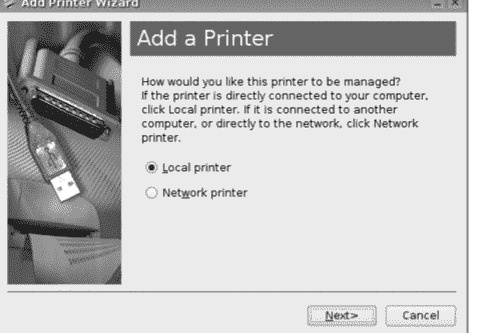 Add Printer Wizard
Add a Printer
How would you like this printer to be managed?
If the printer is directly connected to your computer,
click Local printer. If it is connected to another
computer, or directly to the network, click Network
printer.
Local printer
Network printer
Next>
Cancel